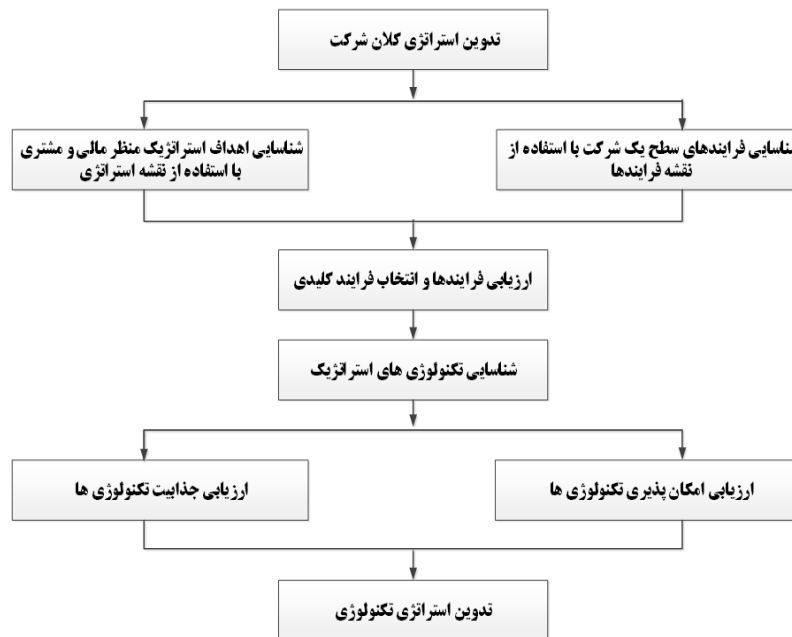 تدوین استراتژی کلان شرکت
شناسایی فرایندهای سطح یک شرکت با استفاده از
نقشه فرایندها
شناسایی اهداف استراتژیک منظر مالی و مشتری
با استفاده از نقشه استراتژی
ارزیابی فرایندها و انتخاب فرایند کلیدی
شناسایی تکنولوژی های استراتژیک
ارزیابی امکان پذیری تکنولوژی ها
ارزیابی جذابیت تکنولوژی ها
تدوین استراتژی تکنولوژی